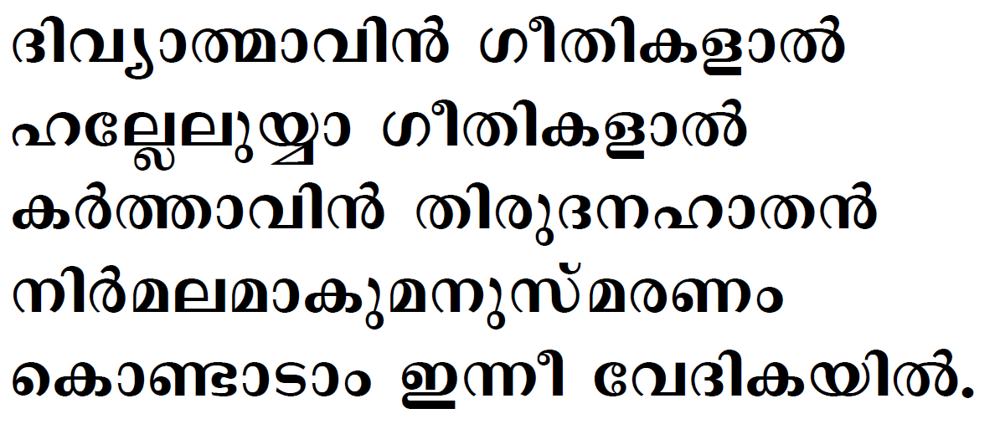 ദിവ്യാത്മാവിൻ ഗീതികളാൽ
ഹല്ലേലുയ്യാ ഗീതികളാൽ
കർത്താവിൻ തിരുദനഹാതൻ
നിർമലമാകുമനുസ്മരണം
കൊണ്ടാടാം ഇന്നീ വേദികയിൽ.